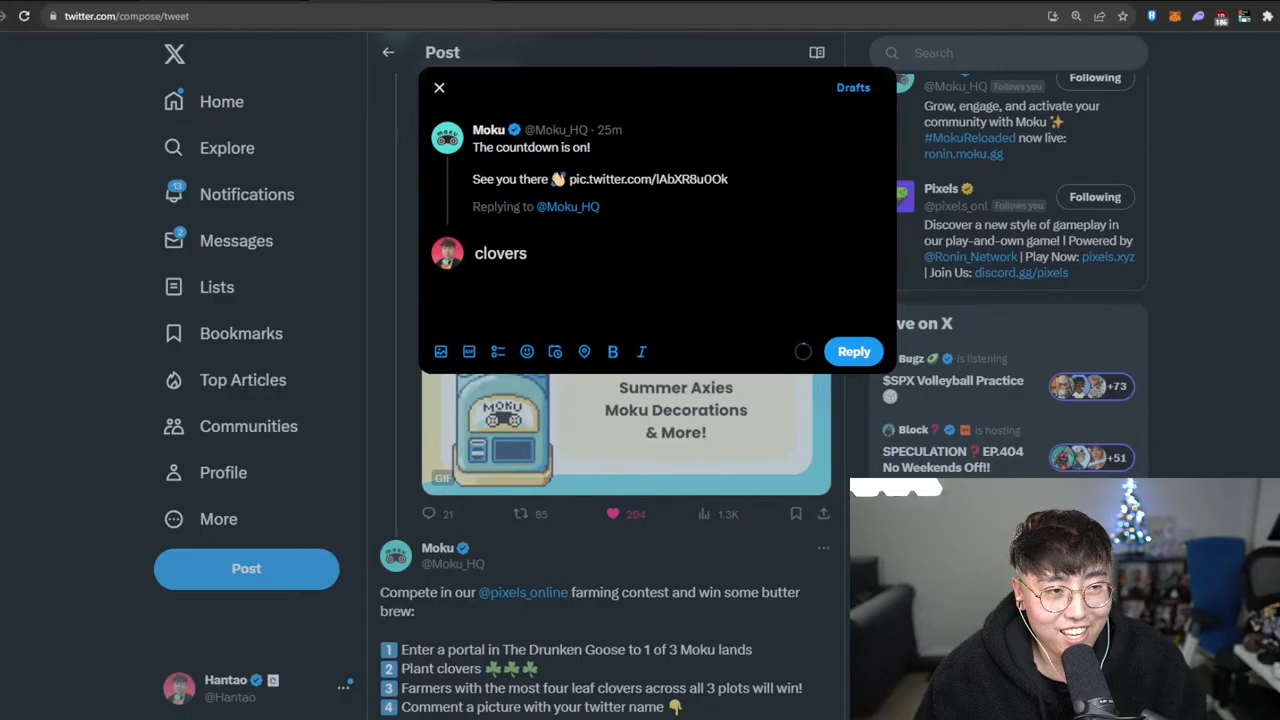 twitter.com/compose/tweet
186
Home
Explore
13
Notifications
2
Messages
Lists
Bookmarks
Top Articles
Communities
Profile
More
Post
Hantao
@Hantao
Post
Drafts
Moku @Moku_HQ · 25m
The countdown is on!
See you there 👋🏻 pic.twitter.com/lAbXR8u0Ok
Replying to @Moku_HQ
clovers
GIF
B I
Reply
MOKU
Summer Axies
Moku Decorations
& More!
GIF
21 85 204 1.3K
Moku
@Moku_HQ
Compete in our @pixels_online farming contest and win some butter
brew:
1 Enter a portal in The Drunken Goose to 1 of 3 Moku lands
2 Plant clovers ☘️☘️☘️
3 Farmers with the most four leaf clovers across all 3 plots will win!
4 Comment a picture with your twitter name 👇
Search
@Moku_HQ Follows you
Following
Grow, engage, and activate your
community with Moku ✨
#MokuReloaded now live:
ronin.moku.gg
Pixels
@pixels_onl Follows you
Following
Discover a new style of gameplay in
our play-and-own game! | Powered by
@Ronin_Network | Play Now: pixels.xyz
| Join Us: discord.gg/pixels
ve on X
Bugz 🥑 is listening
$SPX Volleyball Practice
🏐
+73
Block❓ is hosting
SPECULATION❓EP.404
No Weekends Off!!
+51